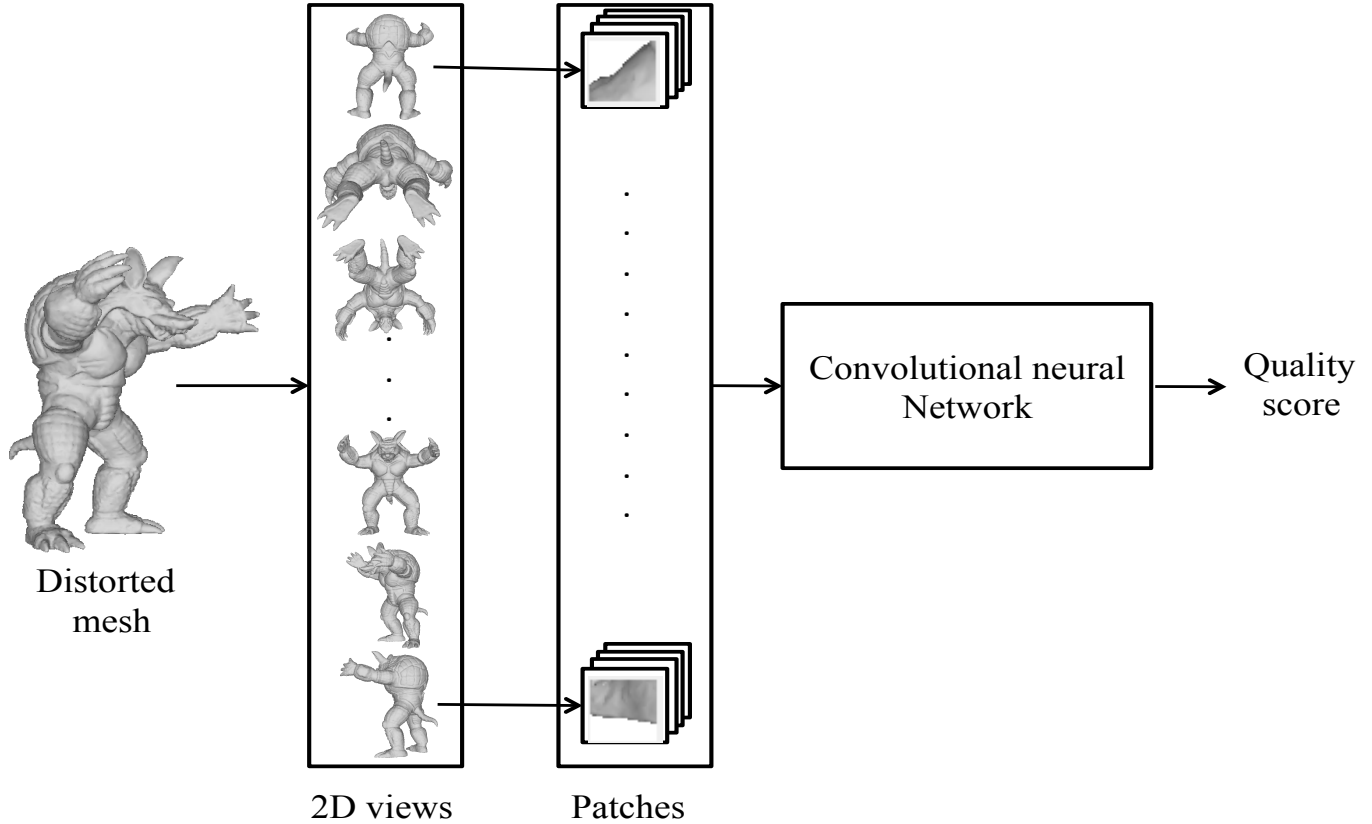 Distorted
mesh
2D views
Patches
Convolutional neural
Network
Quality
score